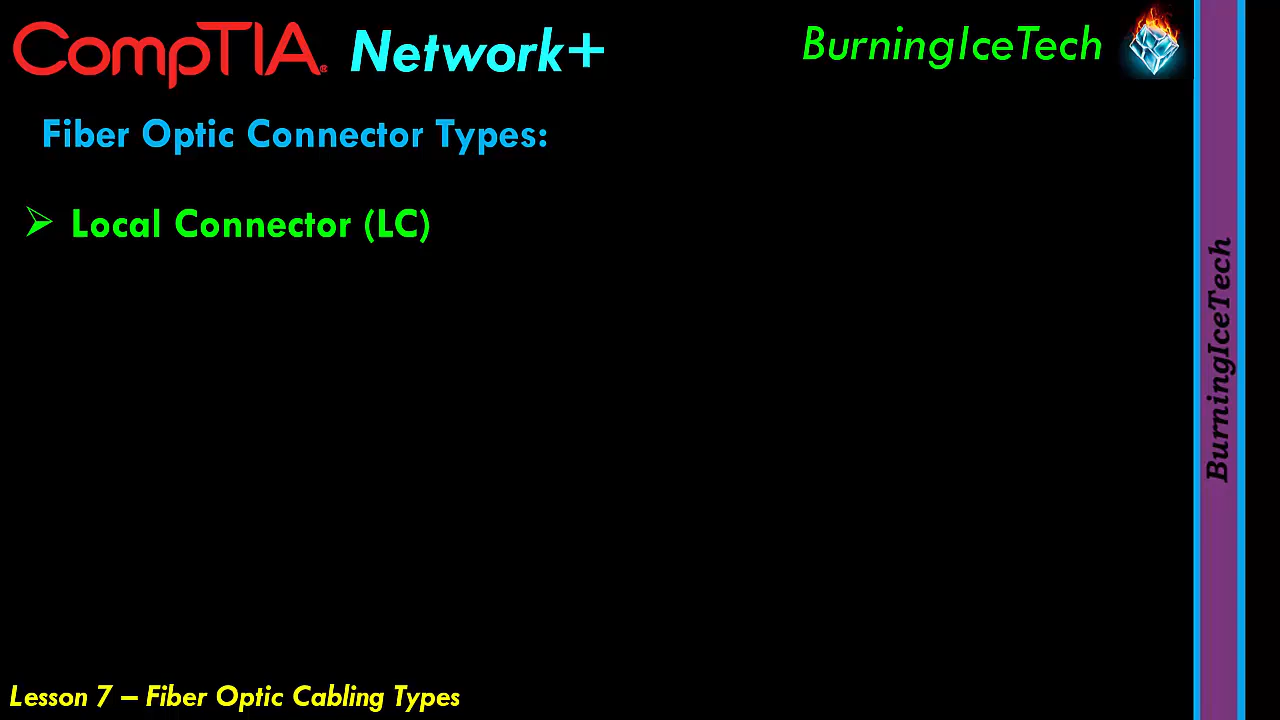 CompTIA® Network+
BurningIceTech
Fiber Optic Connector Types:
➢ Local Connector (LC)
BurningIceTech
Lesson 7 – Fiber Optic Cabling Types